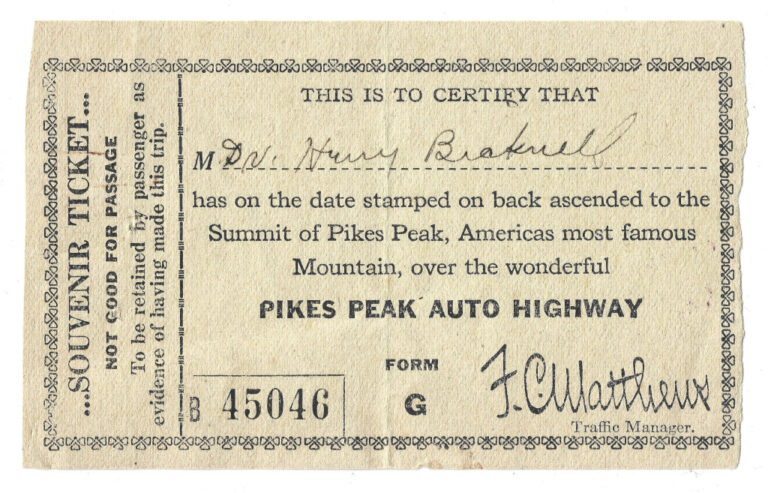 ...SOUVENIR TICKET...
NOT GOOD FOR PASSAGE
To be retained by passenger as
evidence of having made this trip.
THIS IS TO CERTIFY THAT
M Dr. Henry
has on the date stamped on back ascended to the
Summit of Pikes Peak, Americas most famous
Mountain, over the wonderful
PIKES PEAK AUTO HIGHWAY
FORM
G
B 45046
F. C. Matthews
Traffic Manager.